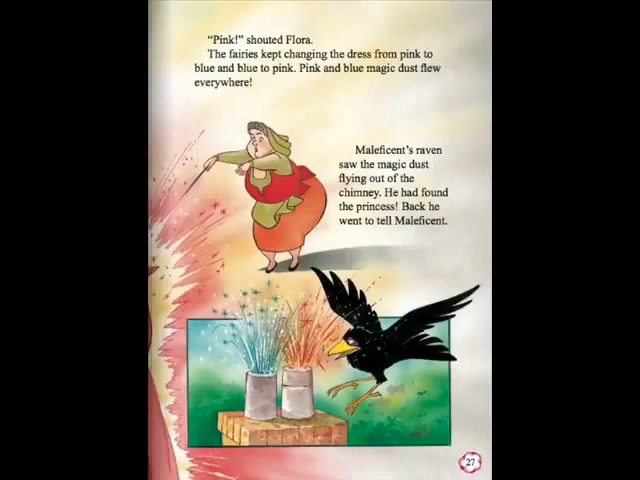 “Pink!” shouted Flora.
The fairies kept changing the dress from pink to
blue and blue to pink. Pink and blue magic dust flew
everywhere!
Maleficent’s raven
saw the magic dust
flying out of the
chimney. He had found
the princess! Back he
went to tell Maleficent.
27